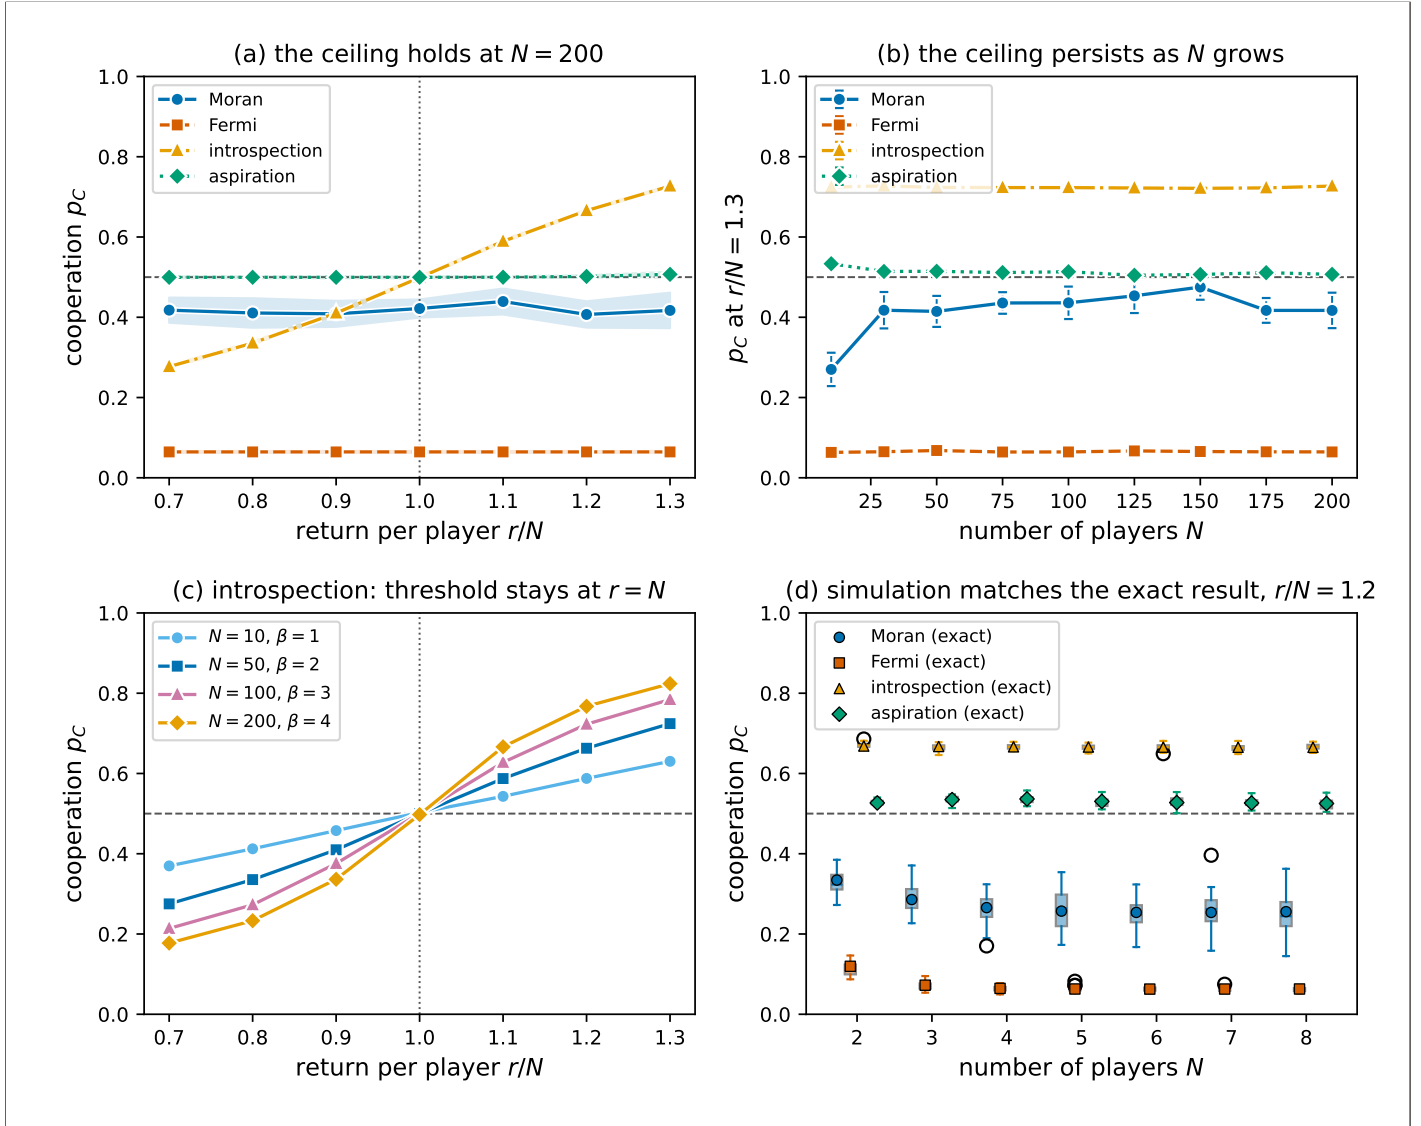 (a) the ceiling holds at N = 200
1.0
0.8
0.6
0.4
0.2
0.0
cooperation p_C
Moran
Fermi
introspection
aspiration
0.7 0.8 0.9 1.0 1.1 1.2 1.3
return per player r/N
(b) the ceiling persists as N grows
1.0
0.8
0.6
0.4
0.2
0.0
p_C at r/N = 1.3
Moran
Fermi
introspection
aspiration
25 50 75 100 125 150 175 200
number of players N
(c) introspection: threshold stays at r = N
1.0
0.8
0.6
0.4
0.2
0.0
cooperation p_C
N = 10, β = 1
N = 50, β = 2
N = 100, β = 3
N = 200, β = 4
0.7 0.8 0.9 1.0 1.1 1.2 1.3
return per player r/N
(d) simulation matches the exact result, r/N = 1.2
1.0
0.8
0.6
0.4
0.2
0.0
cooperation p_C
Moran (exact)
Fermi (exact)
introspection (exact)
aspiration (exact)
2 3 4 5 6 7 8
number of players N